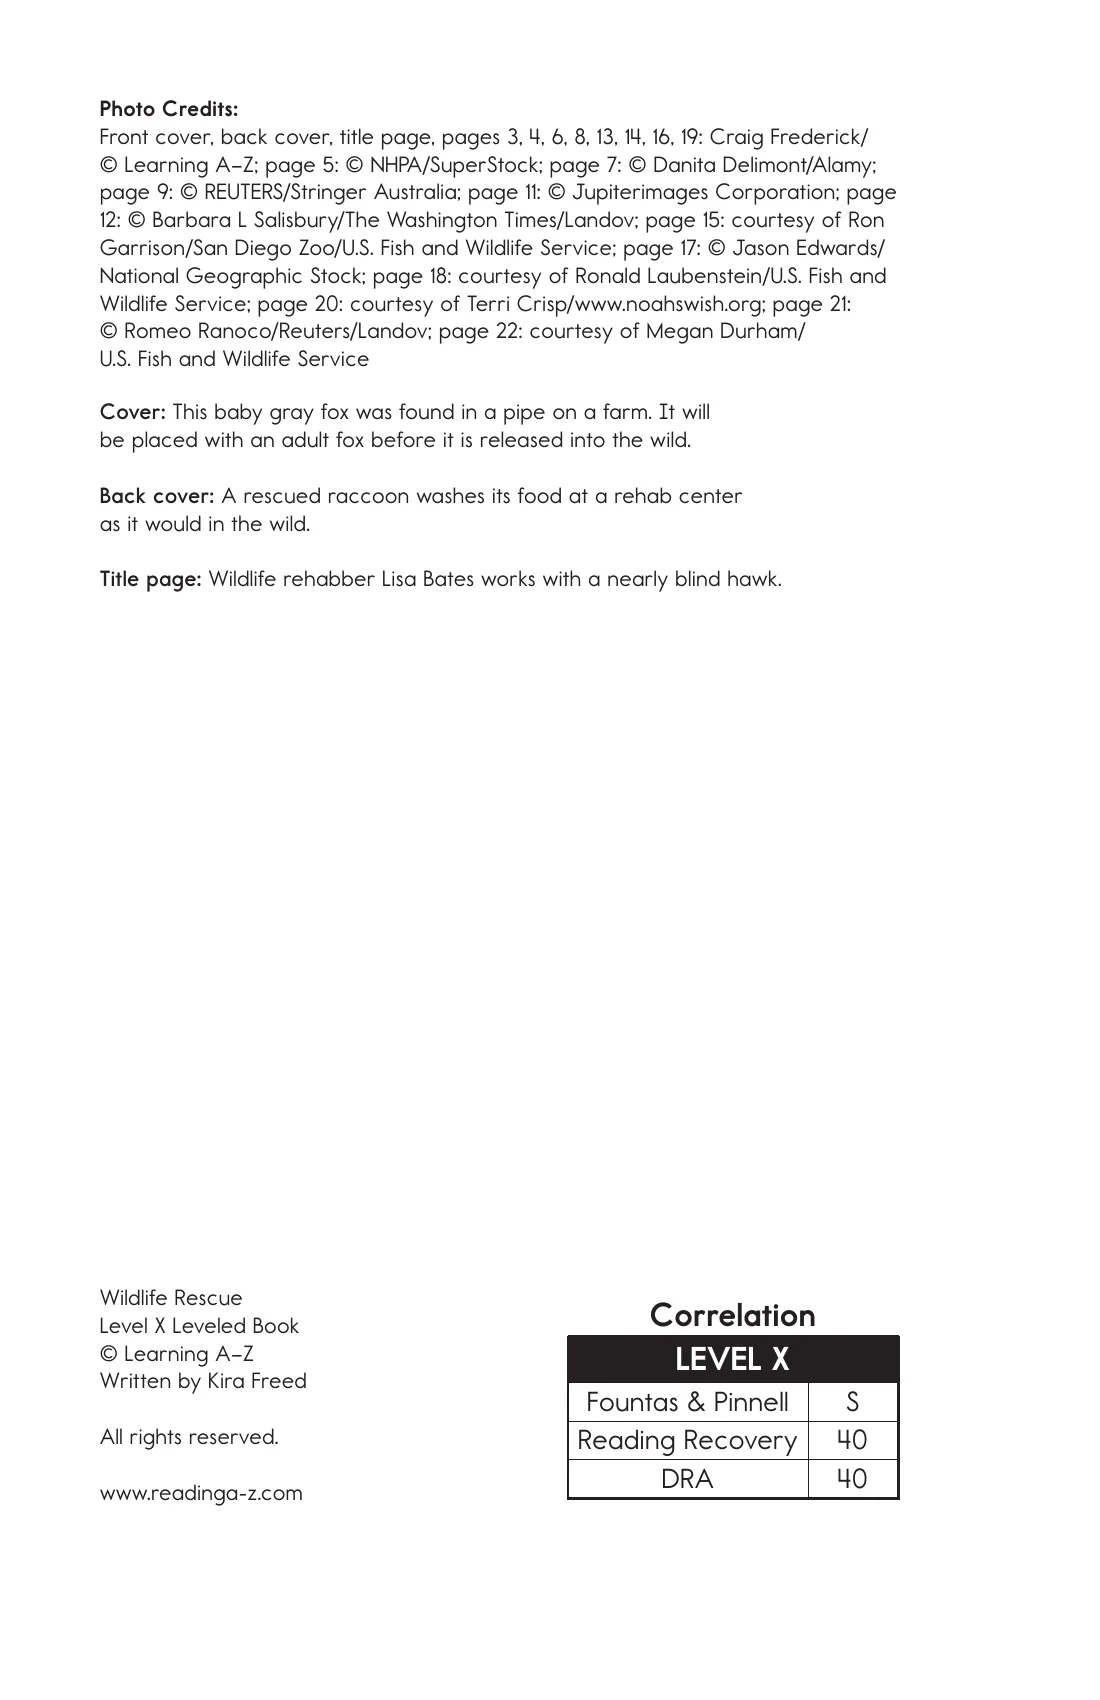 Photo Credits:
Front cover, back cover, title page, pages 3, 4, 6, 8, 13, 14, 16, 19: Craig Frederick/
© Learning A–Z; page 5: © NHPA/SuperStock; page 7: © Danita Delimont/Alamy;
page 9: © REUTERS/Stringer Australia; page 11: © Jupiterimages Corporation; page
12: © Barbara L Salisbury/The Washington Times/Landov; page 15: courtesy of Ron
Garrison/San Diego Zoo/U.S. Fish and Wildlife Service; page 17: © Jason Edwards/
National Geographic Stock; page 18: courtesy of Ronald Laubenstein/U.S. Fish and
Wildlife Service; page 20: courtesy of Terri Crisp/www.noahswish.org; page 21:
© Romeo Ranoco/Reuters/Landov; page 22: courtesy of Megan Durham/
U.S. Fish and Wildlife Service
Cover: This baby gray fox was found in a pipe on a farm. It will
be placed with an adult fox before it is released into the wild.
Back cover: A rescued raccoon washes its food at a rehab center
as it would in the wild.
Title page: Wildlife rehabber Lisa Bates works with a nearly blind hawk.
Wildlife Rescue
Level X Leveled Book
© Learning A–Z
Written by Kira Freed
All rights reserved.
www.readinga-z.com
Correlation
LEVEL X
Fountas & Pinnell S
Reading Recovery 40
DRA 40